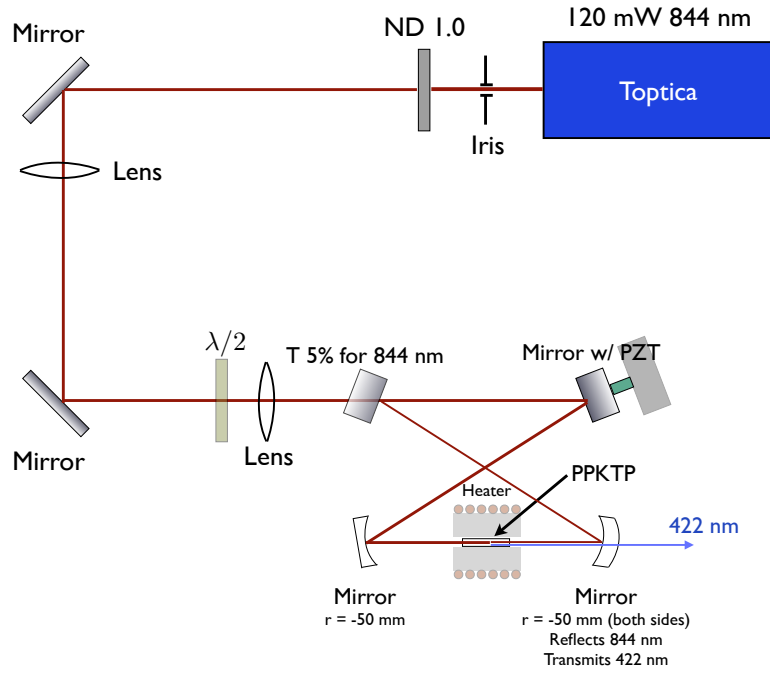 120 mW 844 nm
Mirror
ND 1.0
Toptica
Iris
Lens
λ/2
T 5% for 844 nm
Mirror w/ PZT
Mirror
Lens
Heater
PPKTP
422 nm
Mirror
r = -50 mm
Mirror
r = -50 mm (both sides)
Reflects 844 nm
Transmits 422 nm